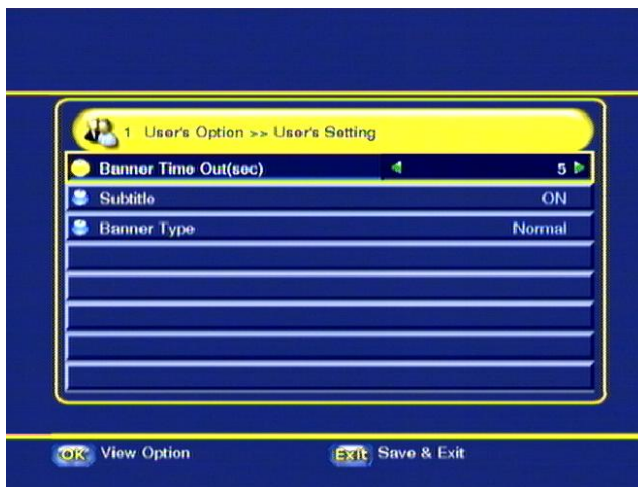 1 User's Option >> User's Setting
Banner Time Out(sec) 5
Subtitle ON
Banner Type Normal
OK View Option Exit Save & Exit